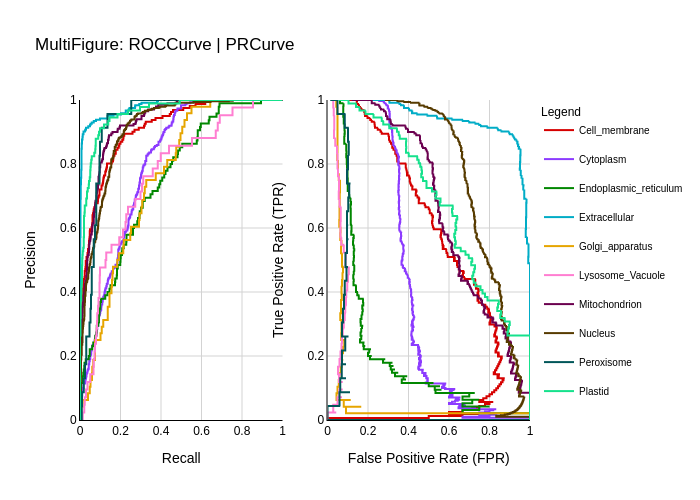 MultiFigure: ROCCurve | PRCurve
Precision
1
0.8
0.6
0.4
0.2
0
0 0.2 0.4 0.6 0.8 1
Recall
True Positive Rate (TPR)
1
0.8
0.6
0.4
0.2
0
0 0.2 0.4 0.6 0.8 1
False Positive Rate (FPR)
Legend
Cell_membrane
Cytoplasm
Endoplasmic_reticulum
Extracellular
Golgi_apparatus
Lysosome_Vacuole
Mitochondrion
Nucleus
Peroxisome
Plastid